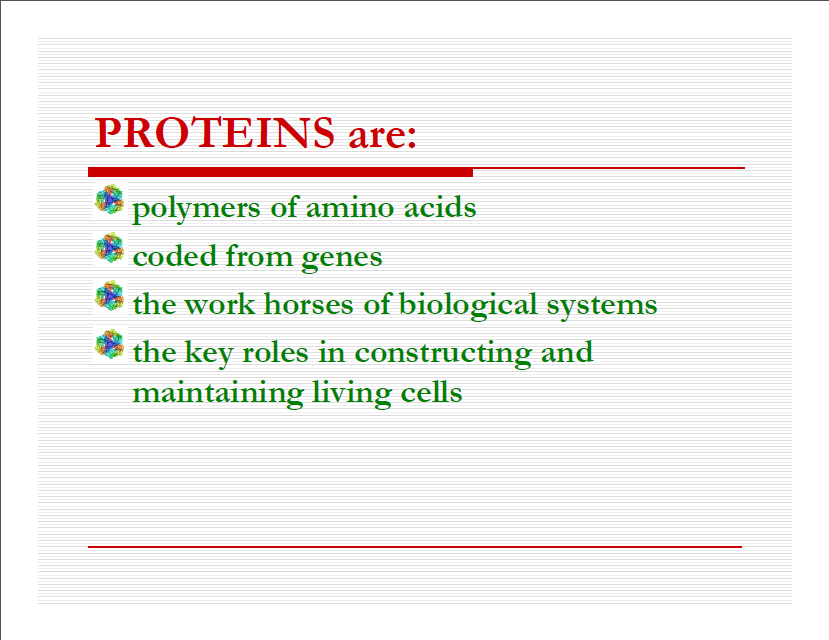 PROTEINS are:
polymers of amino acids
coded from genes
the work horses of biological systems
the key roles in constructing and
maintaining living cells